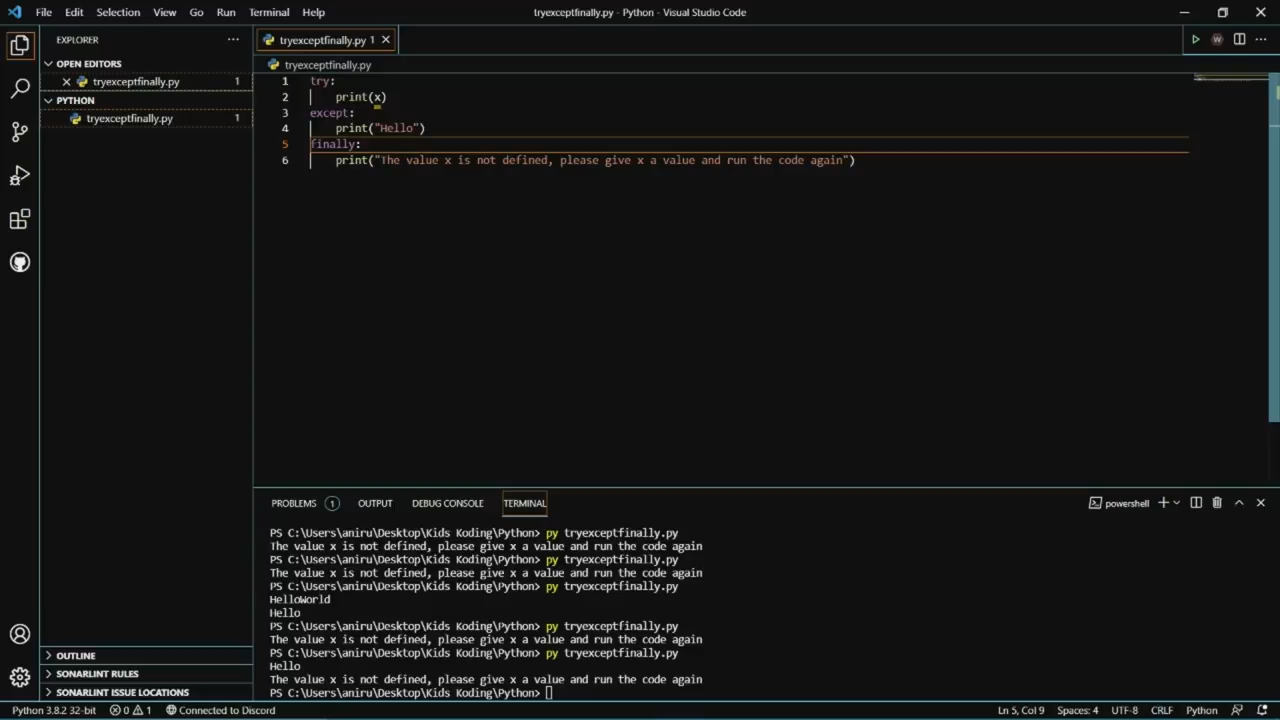 File Edit Selection View Go Run Terminal Help
tryexceptfinally.py - Python - Visual Studio Code
EXPLORER
OPEN EDITORS
tryexceptfinally.py 1
PYTHON
tryexceptfinally.py 1
OUTLINE
SONARLINT RULES
SONARLINT ISSUE LOCATIONS
tryexceptfinally.py 1
tryexceptfinally.py
1 try:
2 print(x)
3 except:
4 print("Hello")
5 finally:
6 print("The value x is not defined, please give x a value and run the code again")
PROBLEMS 1 OUTPUT DEBUG CONSOLE TERMINAL
powershell
PS C:\Users\aniru\Desktop\Kids Koding\Python> py tryexceptfinally.py
The value x is not defined, please give x a value and run the code again
PS C:\Users\aniru\Desktop\Kids Koding\Python> py tryexceptfinally.py
The value x is not defined, please give x a value and run the code again
PS C:\Users\aniru\Desktop\Kids Koding\Python> py tryexceptfinally.py
HelloWorld
Hello
PS C:\Users\aniru\Desktop\Kids Koding\Python> py tryexceptfinally.py
The value x is not defined, please give x a value and run the code again
PS C:\Users\aniru\Desktop\Kids Koding\Python> py tryexceptfinally.py
Hello
The value x is not defined, please give x a value and run the code again
PS C:\Users\aniru\Desktop\Kids Koding\Python>
Python 3.8.2 32-bit 0 1 Connected to Discord
Ln 5, Col 9 Spaces: 4 UTF-8 CRLF Python